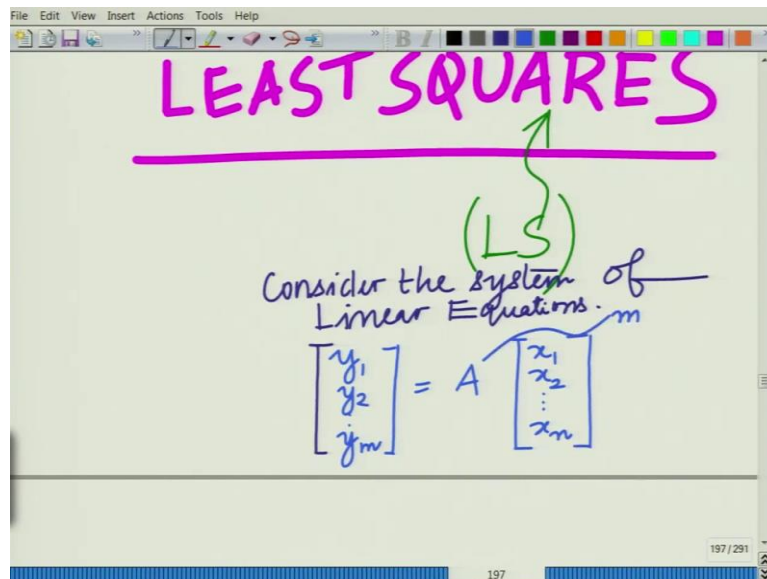 File Edit View Insert Actions Tools Help
B I
LEAST SQUARES
(LS)
Consider the system of
Linear Equations.
m
y1 x1
y2 = A x2
⋮ ⋮
ym xn
197 / 291
197